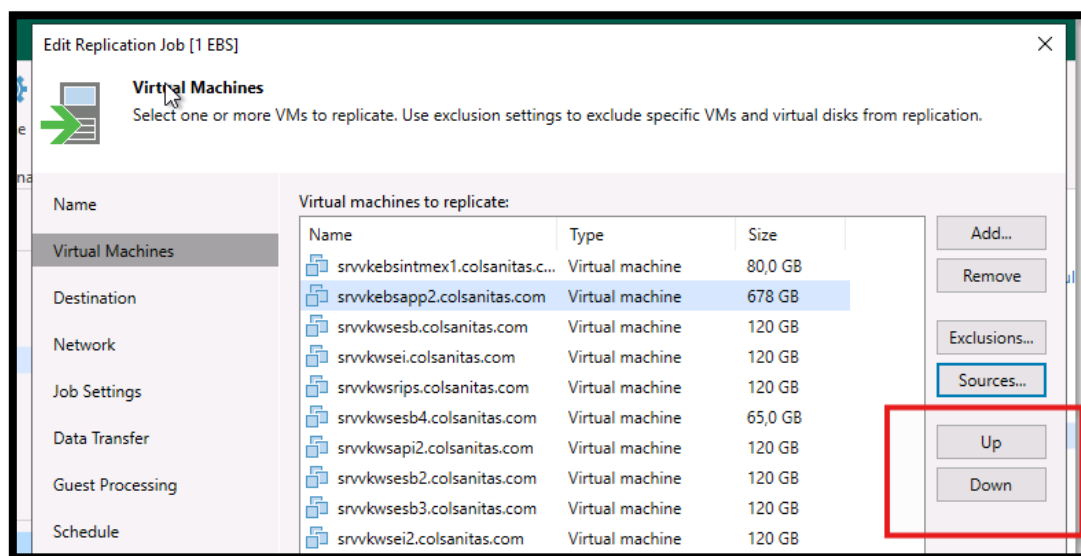 Edit Replication Job [1 EBS]
Virtual Machines
Select one or more VMs to replicate. Use exclusion settings to exclude specific VMs and virtual disks from replication.
Name
Virtual Machines
Destination
Network
Job Settings
Data Transfer
Guest Processing
Schedule
Virtual machines to replicate:
Name Type Size
srvvkebsintmex1.colsanitas.c... Virtual machine 80,0 GB
srvvkebsapp2.colsanitas.com Virtual machine 678 GB
srvvkwsesb.colsanitas.com Virtual machine 120 GB
srvvkwsei.colsanitas.com Virtual machine 120 GB
srvvkwsrips.colsanitas.com Virtual machine 120 GB
srvvkwsesb4.colsanitas.com Virtual machine 65,0 GB
srvvkwsapi2.colsanitas.com Virtual machine 120 GB
srvvkwsesb2.colsanitas.com Virtual machine 120 GB
srvvkwsesb3.colsanitas.com Virtual machine 120 GB
srvvkwsei2.colsanitas.com Virtual machine 120 GB
Add...
Remove
Exclusions...
Sources...
Up
Down